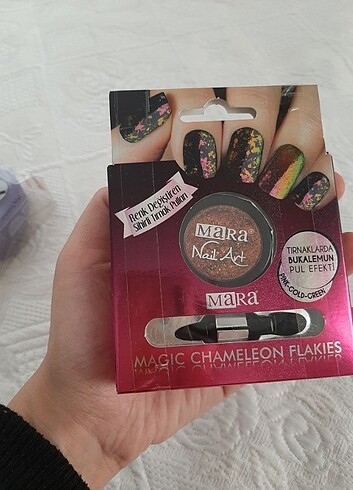 Renk Değiştiren
Sihirli Tırnak Pulları
MaRa
Nail Art
MaRa
TIRNAKLARDA
BUKALEMUN
PUL EFEKTİ
PINK-GOLD-GREEN
MAGIC CHAMELEON FLAKIES